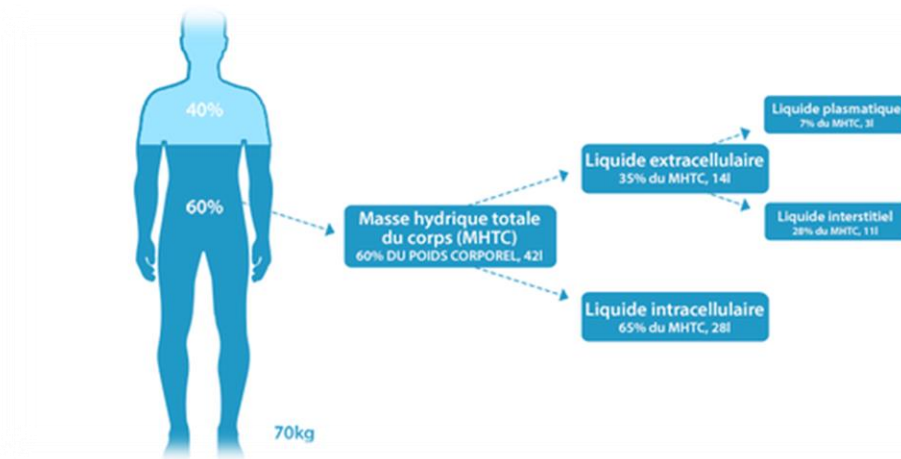 40%
60%
70kg
Masse hydrique totale
du corps (MHTC)
60% DU POIDS CORPOREL, 42l
Liquide extracellulaire
35% du MHTC, 14l
Liquide intracellulaire
65% du MHTC, 28l
Liquide plasmatique
7% du MHTC, 3l
Liquide interstitiel
28% du MHTC, 11l